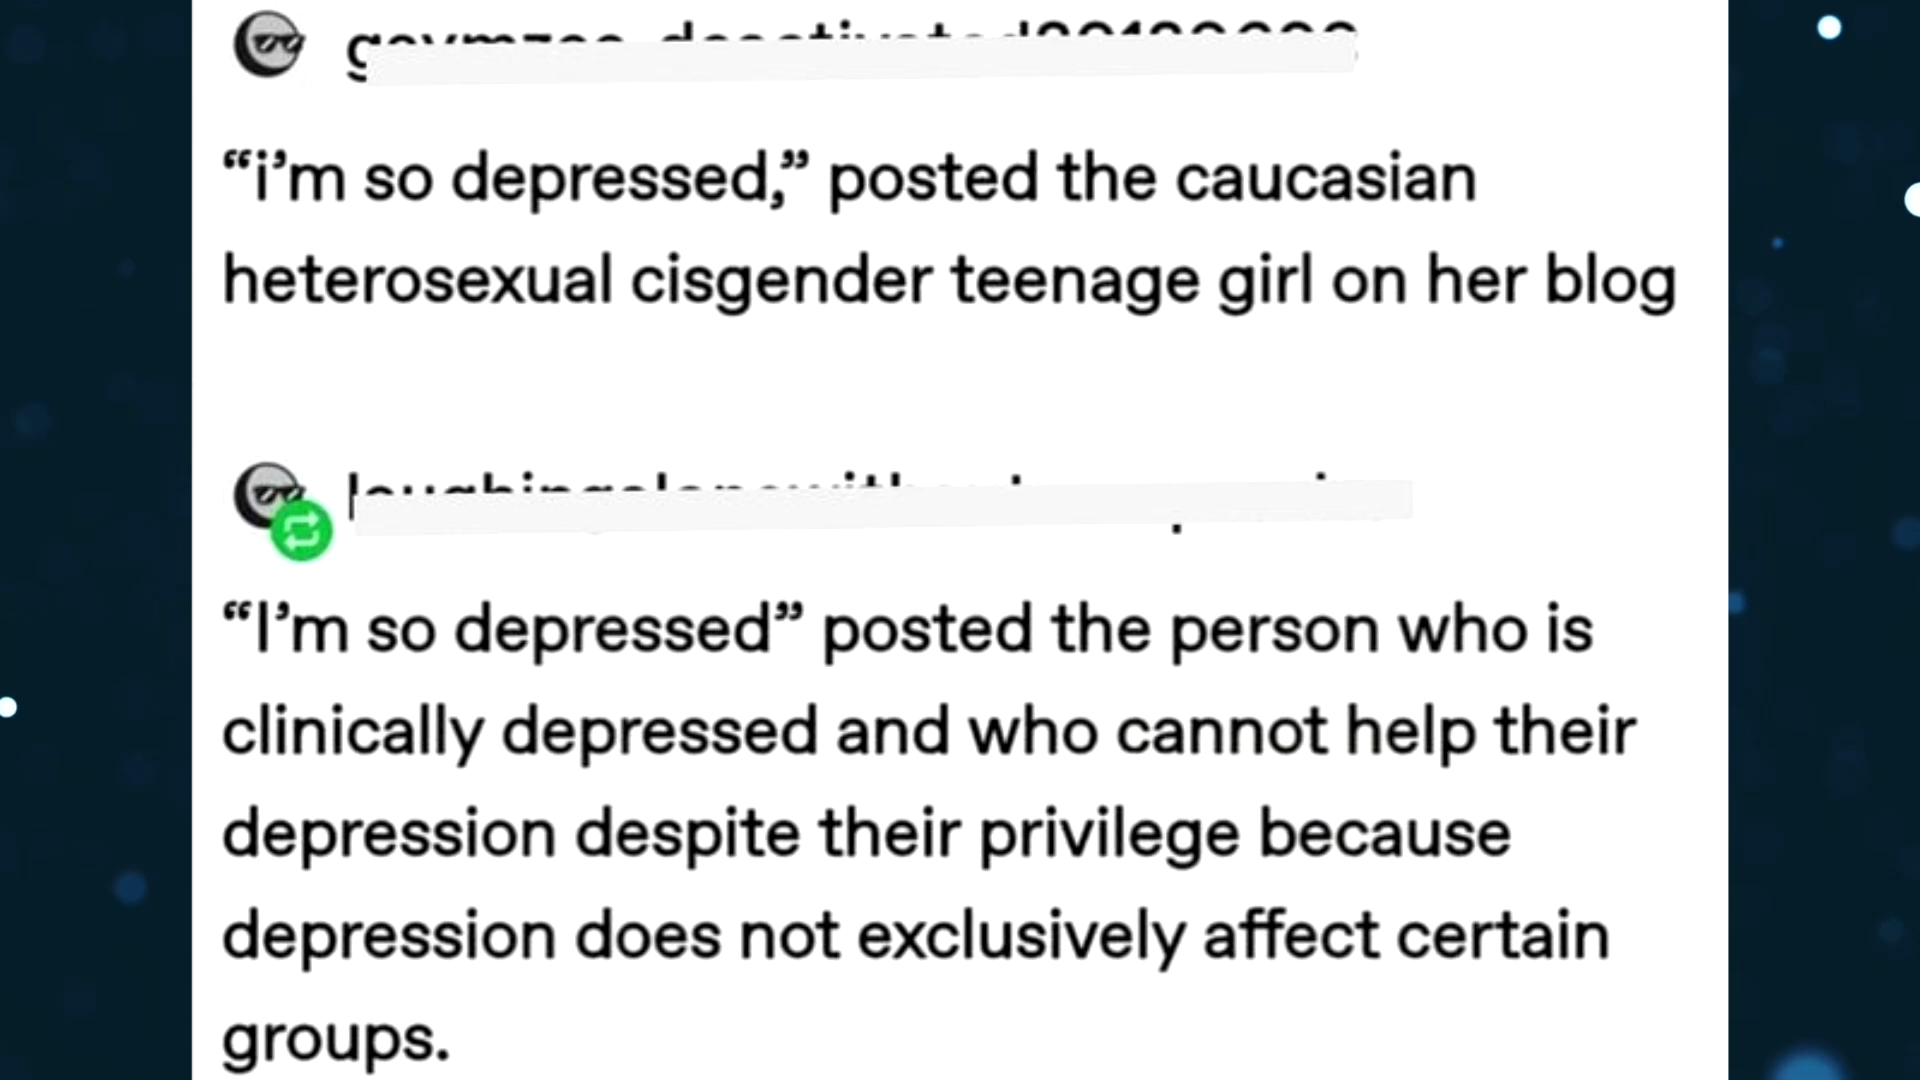 “i’m so depressed,” posted the caucasian
heterosexual cisgender teenage girl on her blog
“I’m so depressed” posted the person who is
clinically depressed and who cannot help their
depression despite their privilege because
depression does not exclusively affect certain
groups.